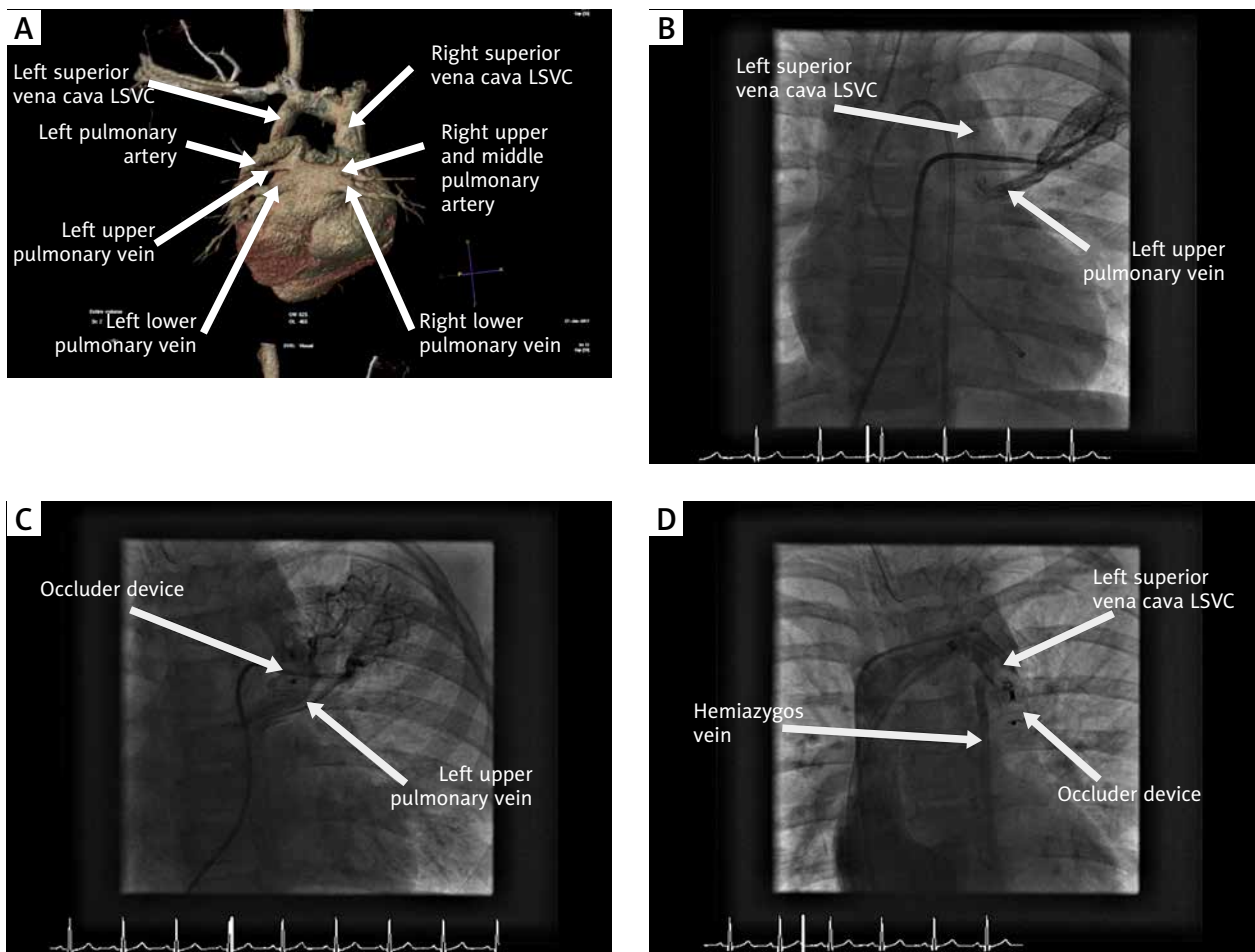 A
Left superior
vena cava LSVC
Right superior
vena cava LSVC
Left pulmonary
artery
Right upper
and middle
pulmonary
artery
Left upper
pulmonary vein
Left lower
pulmonary vein
Right lower
pulmonary vein
B
Left superior
vena cava LSVC
Left upper
pulmonary vein
C
Occluder device
Left upper
pulmonary vein
D
Left superior
vena cava LSVC
Hemiazygos
vein
Occluder device